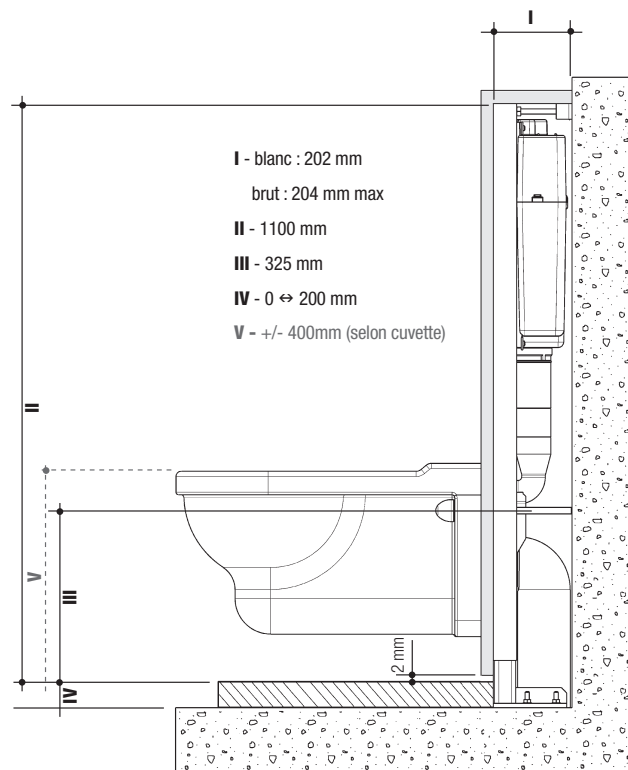 I
I - blanc : 202 mm
brut : 204 mm max
II - 1100 mm
III - 325 mm
IV - 0 ↔ 200 mm
V - +/- 400mm (selon cuvette)
II
V
III
2 mm
IV